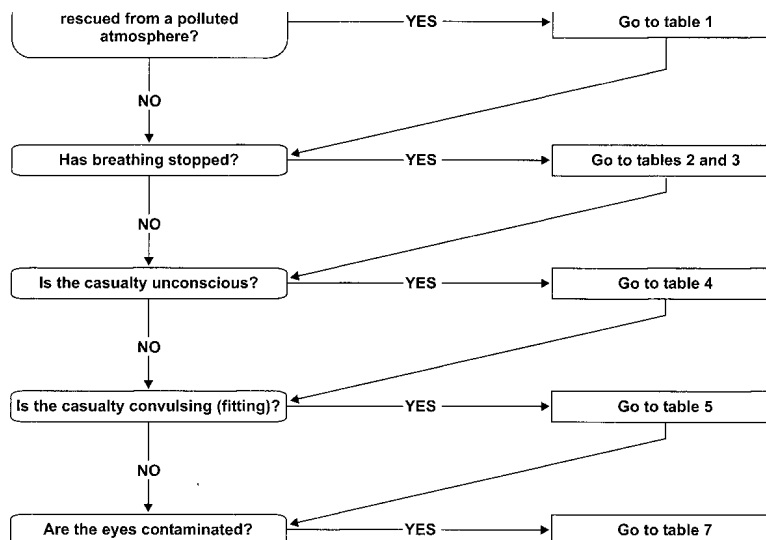 rescued from a polluted
atmosphere?
YES
Go to table 1
NO
Has breathing stopped?
YES
Go to tables 2 and 3
NO
Is the casualty unconscious?
YES
Go to table 4
NO
Is the casualty convulsing (fitting)?
YES
Go to table 5
NO
Are the eyes contaminated?
YES
Go to table 7